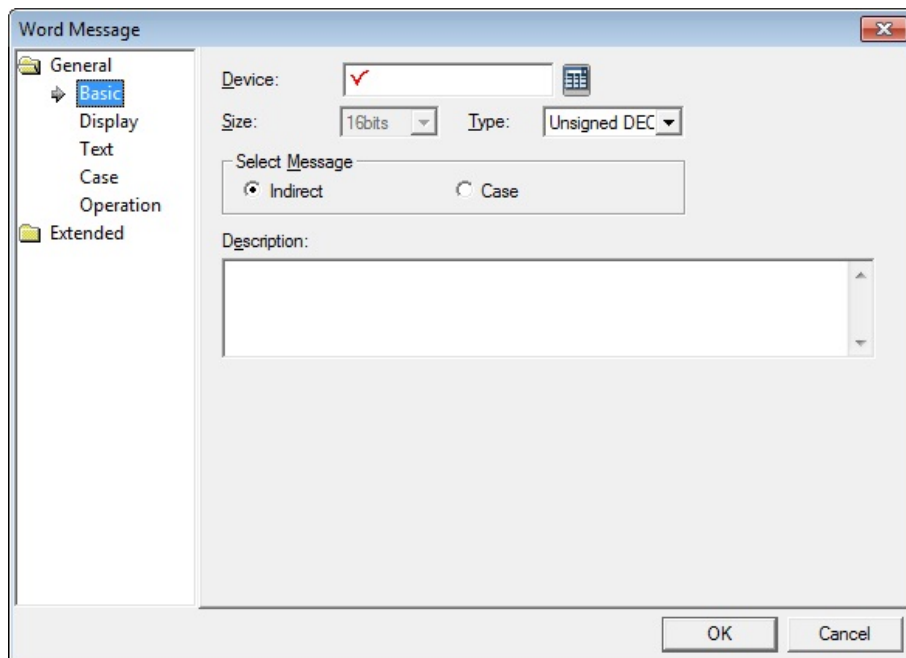 Word Message
General
Basic
Display
Text
Case
Operation
Extended
Device:
Size: 16bits Type: Unsigned DEC
Select Message
Indirect Case
Description:
OK Cancel